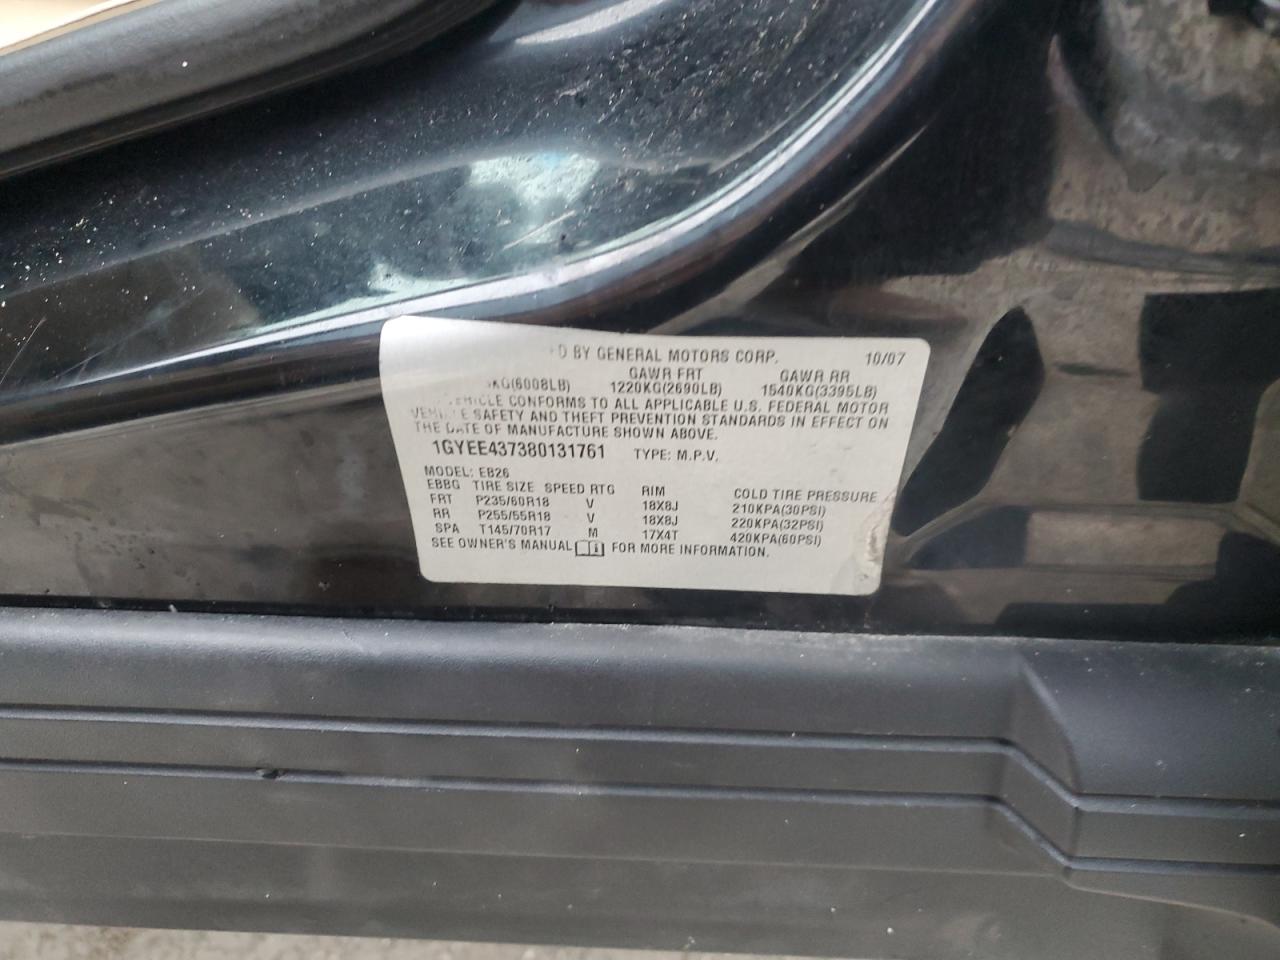 D BY GENERAL MOTORS CORP. 10/07
GAWR FRT GAWR RR
KG(6008LB) 1220KG(2690LB) 1540KG(3395LB)
VEHICLE CONFORMS TO ALL APPLICABLE U.S. FEDERAL MOTOR
VEHICLE SAFETY AND THEFT PREVENTION STANDARDS IN EFFECT ON
THE DATE OF MANUFACTURE SHOWN ABOVE.
1GYEE437380131761 TYPE: M.P.V.
MODEL: EB26
EBBG TIRE SIZE SPEED RTG RIM COLD TIRE PRESSURE
FRT P235/60R18 V 18X8J 210KPA(30PSI)
RR P255/55R18 V 18X8J 220KPA(32PSI)
SPA T145/70R17 M 17X4T 420KPA(60PSI)
SEE OWNER'S MANUAL FOR MORE INFORMATION.